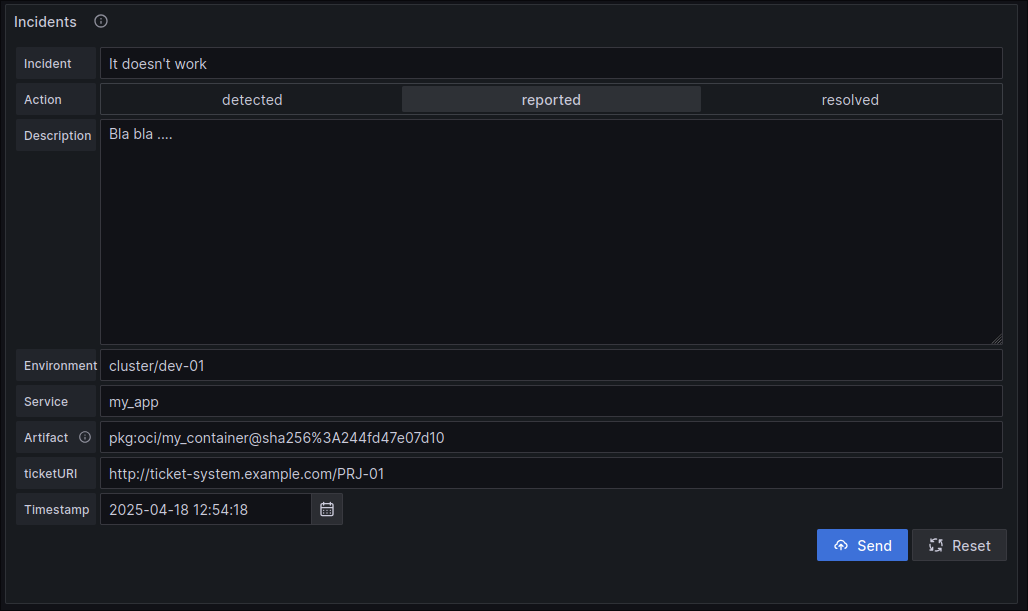 Incidents
Incident It doesn't work
Action detected reported resolved
Description Bla bla ....
Environment cluster/dev-01
Service my_app
Artifact pkg:oci/my_container@sha256%3A244fd47e07d10
ticketURI http://ticket-system.example.com/PRJ-01
Timestamp 2025-04-18 12:54:18
Send Reset